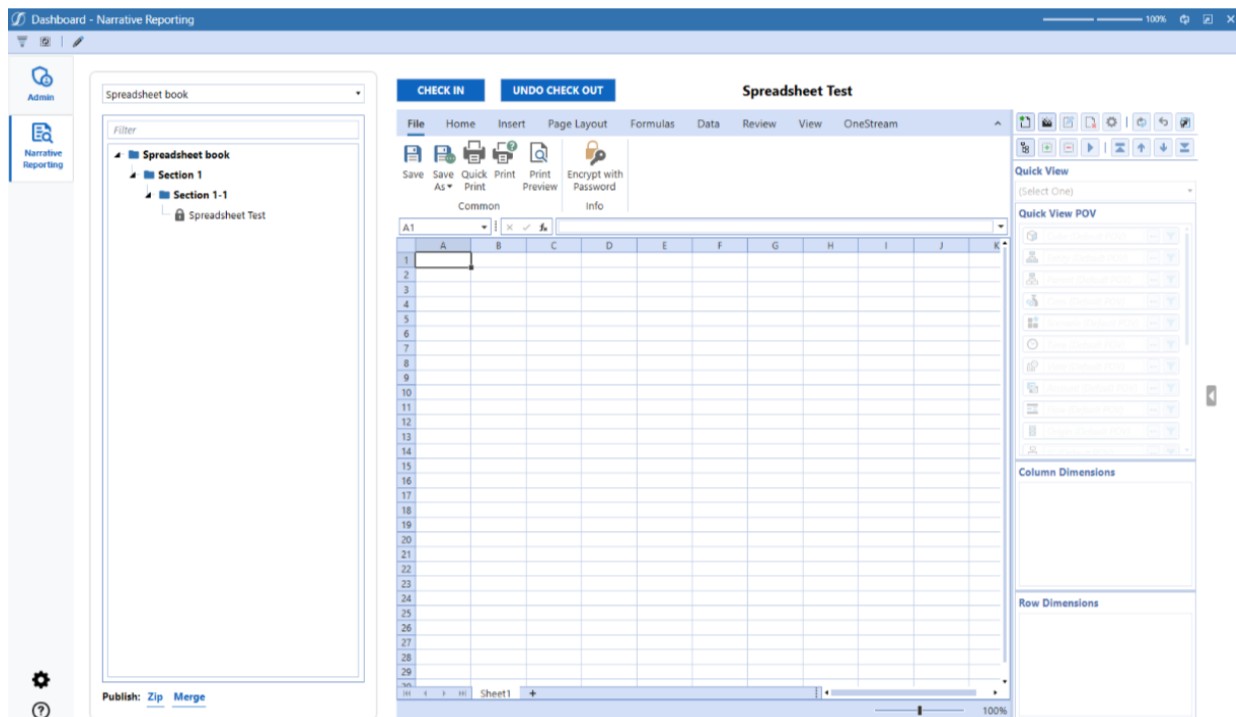 Dashboard - Narrative Reporting
100%
Admin
Narrative
Reporting
Spreadsheet book
Filter
Spreadsheet book
Section 1
Section 1-1
Spreadsheet Test
Publish: Zip Merge
CHECK IN UNDO CHECK OUT Spreadsheet Test
File Home Insert Page Layout Formulas Data Review View OneStream
Save Save As Quick Print Print Print Preview Encrypt with Password
Common Info
A1
A B C D E F G H I J K
1
2
3
4
5
6
7
8
9
10
11
12
13
14
15
16
17
18
19
20
21
22
23
24
25
26
27
28
29
Sheet1
100%
Quick View
(Select One)
Quick View POV
Column Dimensions
Row Dimensions